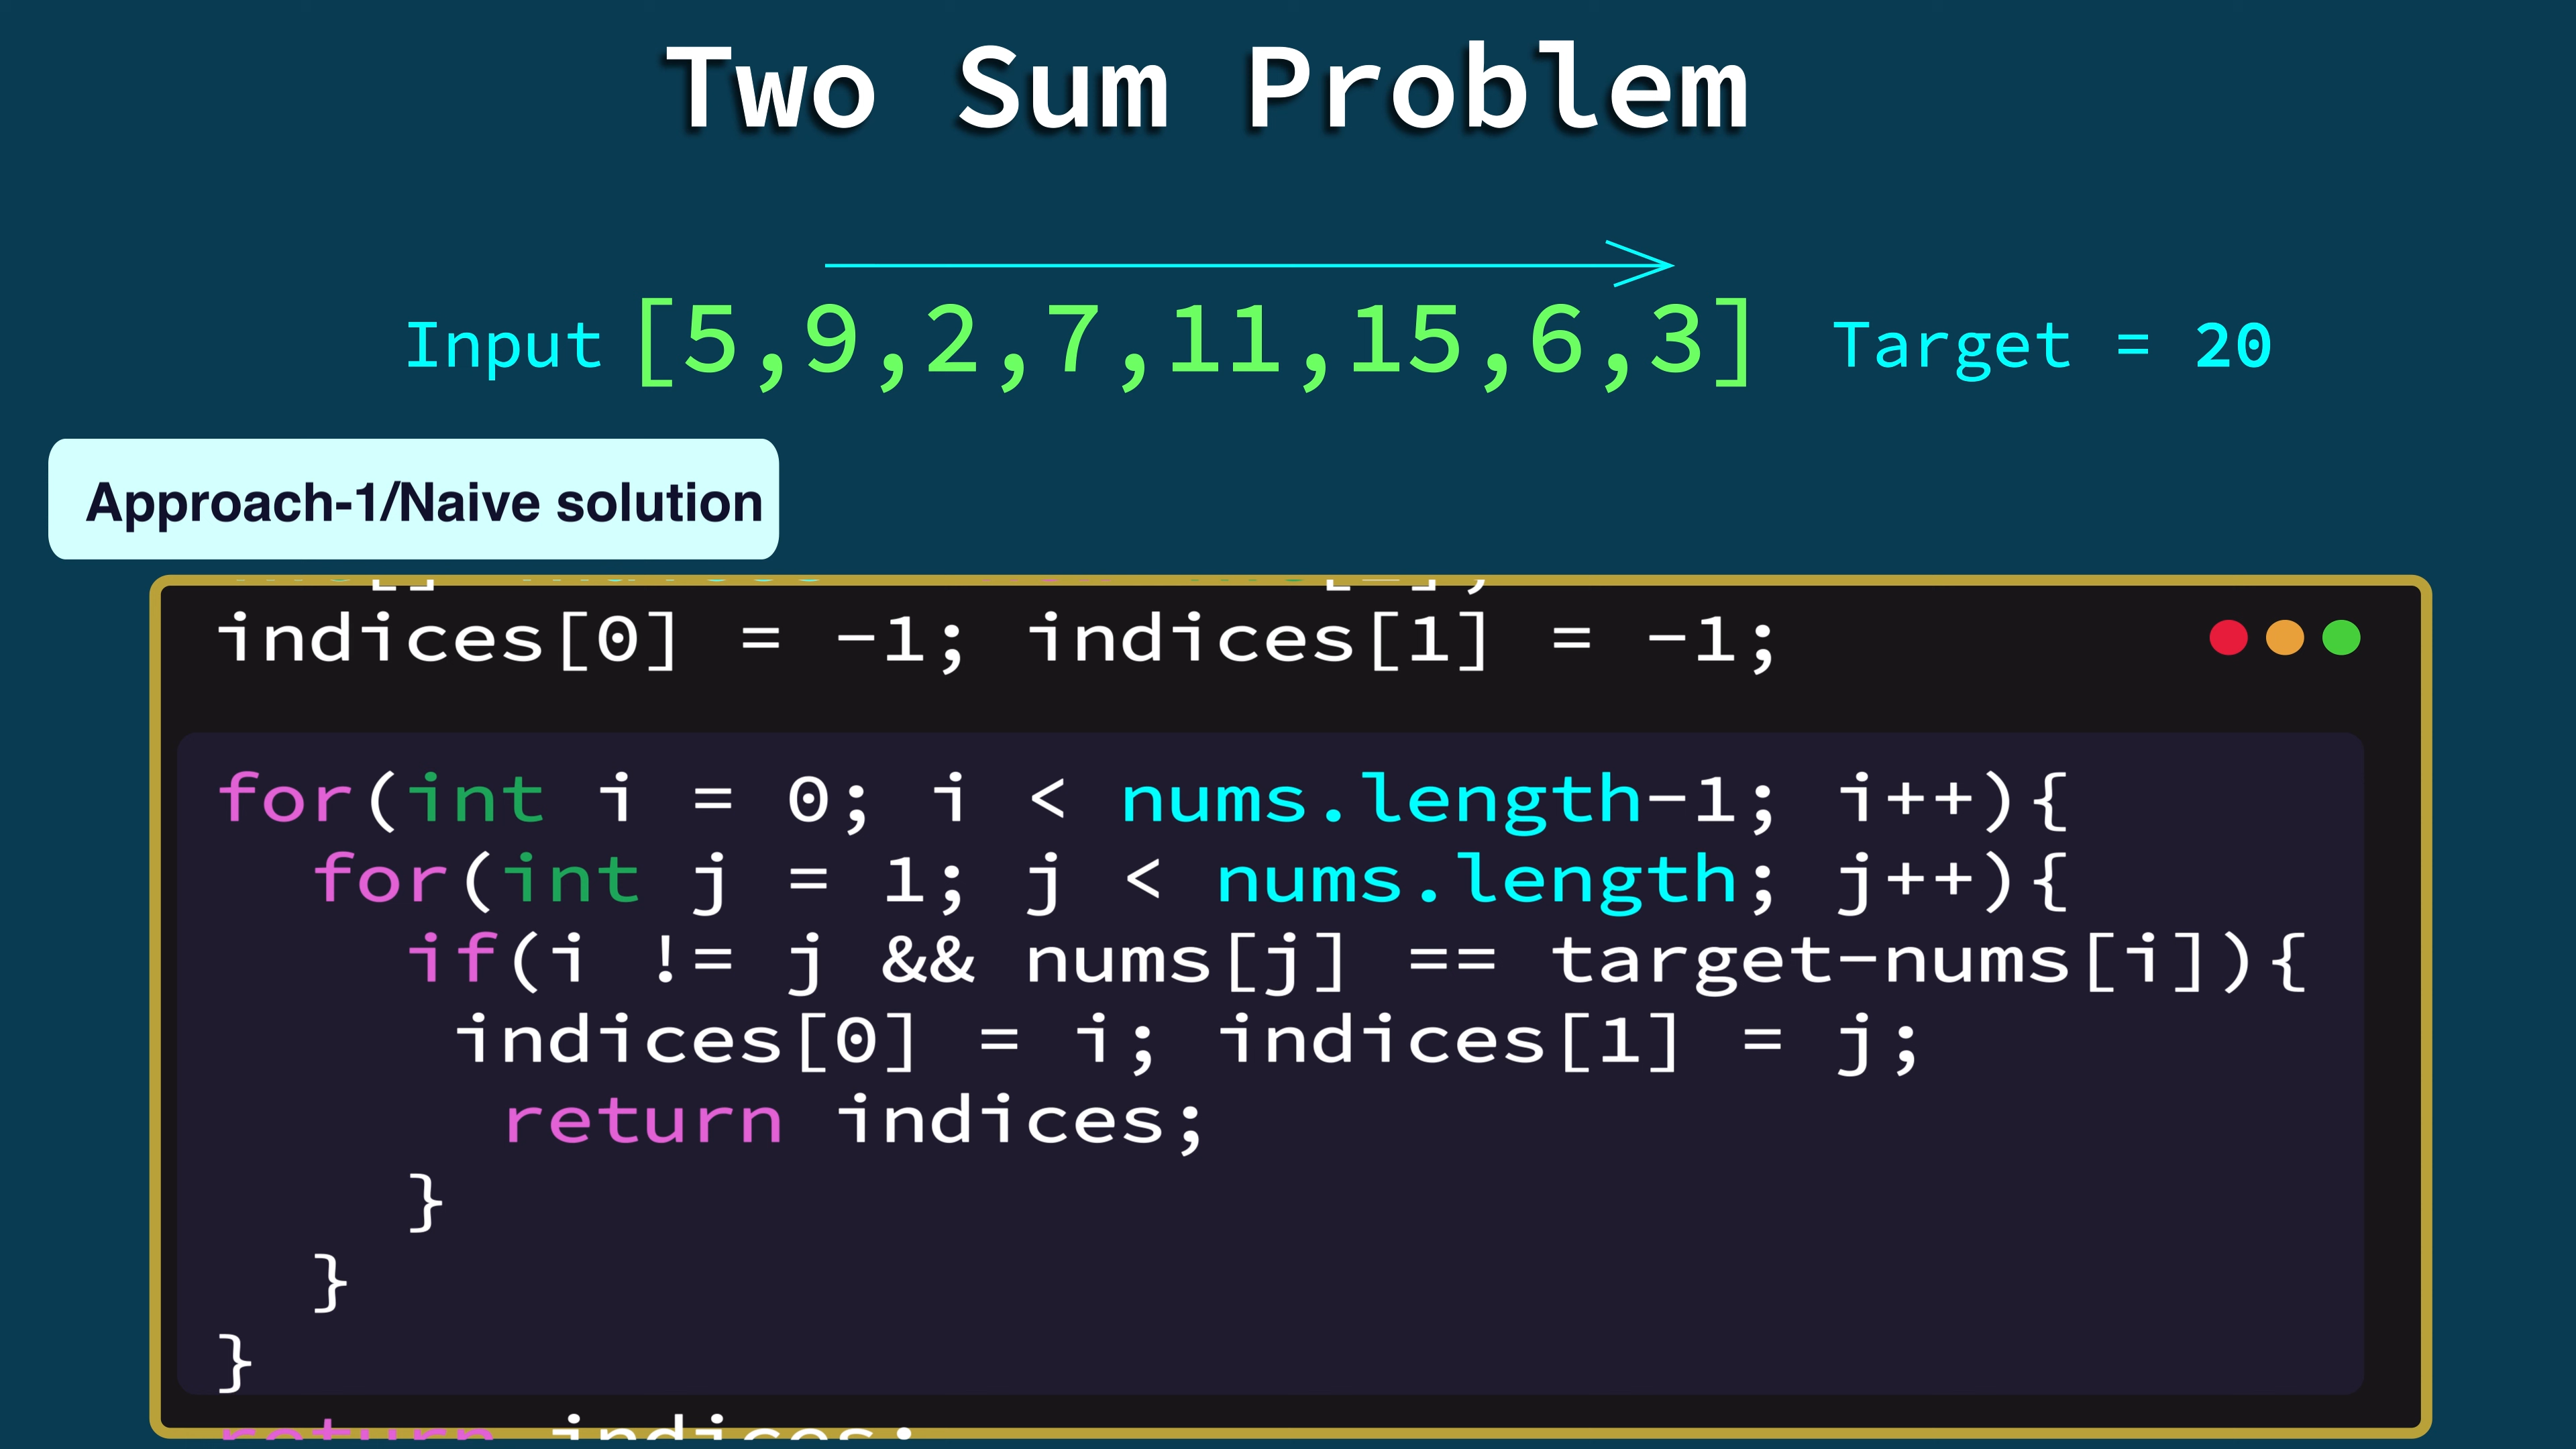 Two Sum Problem
Input [5,9,2,7,11,15,6,3] Target = 20
Approach-1/Naive solution
indices[0] = -1; indices[1] = -1;
for(int i = 0; i < nums.length-1; i++){
for(int j = 1; j < nums.length; j++){
if(i != j && nums[j] == target-nums[i]){
indices[0] = i; indices[1] = j;
return indices;
}
}
}
return indices;